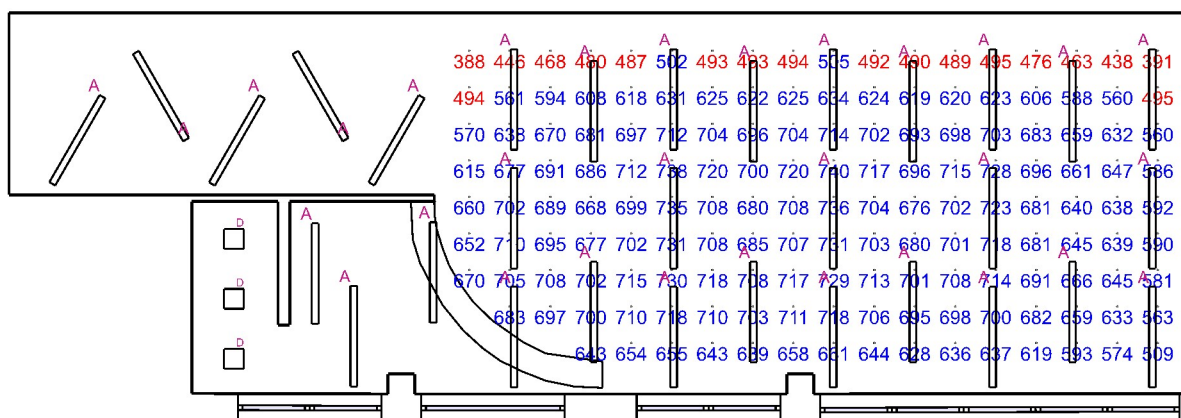 A A A A A
A A A A
388 446 468 480 487 502 493 493 494 505 492 490 489 495 476 463 438 391
A A A
494 561 594 608 618 631 625 622 625 634 624 619 620 623 606 588 560 495
A A
570 638 670 681 697 712 704 696 704 714 702 693 698 703 683 659 632 560
A A A A A
615 677 691 686 712 738 720 700 720 740 717 696 715 728 696 661 647 586
660 702 689 668 699 735 708 680 708 736 704 676 702 723 681 640 638 592
A A
D
652 710 695 677 702 731 708 685 707 731 703 680 701 718 681 645 639 590
A A A A
670 705 708 702 715 730 718 708 717 729 713 701 708 714 691 666 645 581
A A A A A A
D
683 697 700 710 718 710 703 711 718 706 695 698 700 682 659 633 563
D
643 654 655 643 639 658 661 644 628 636 637 619 593 574 509